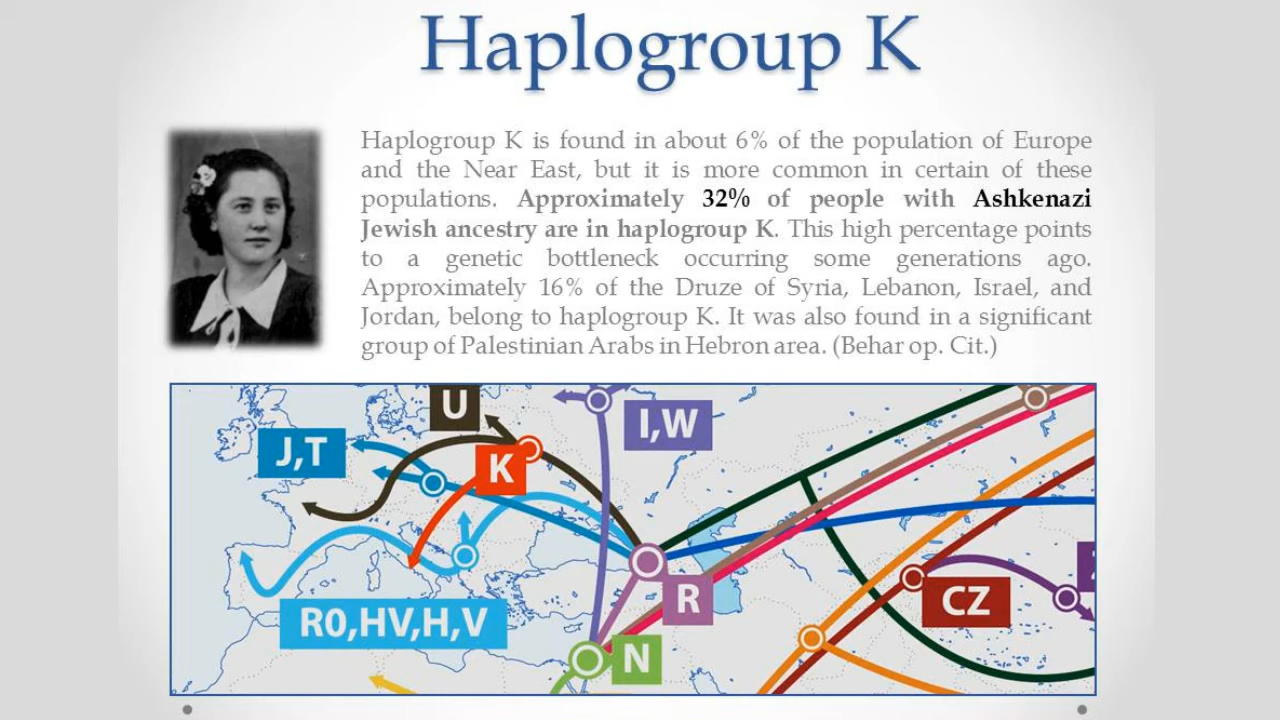 Haplogroup K
Haplogroup K is found in about 6% of the population of Europe
and the Near East, but it is more common in certain of these
populations. Approximately 32% of people with Ashkenazi
Jewish ancestry are in haplogroup K. This high percentage points
to a genetic bottleneck occurring some generations ago.
Approximately 16% of the Druze of Syria, Lebanon, Israel, and
Jordan, belong to haplogroup K. It was also found in a significant
group of Palestinian Arabs in Hebron area. (Behar op. Cit.)
U
I,W
J,T
K
R
CZ
R0,HV,H,V
N